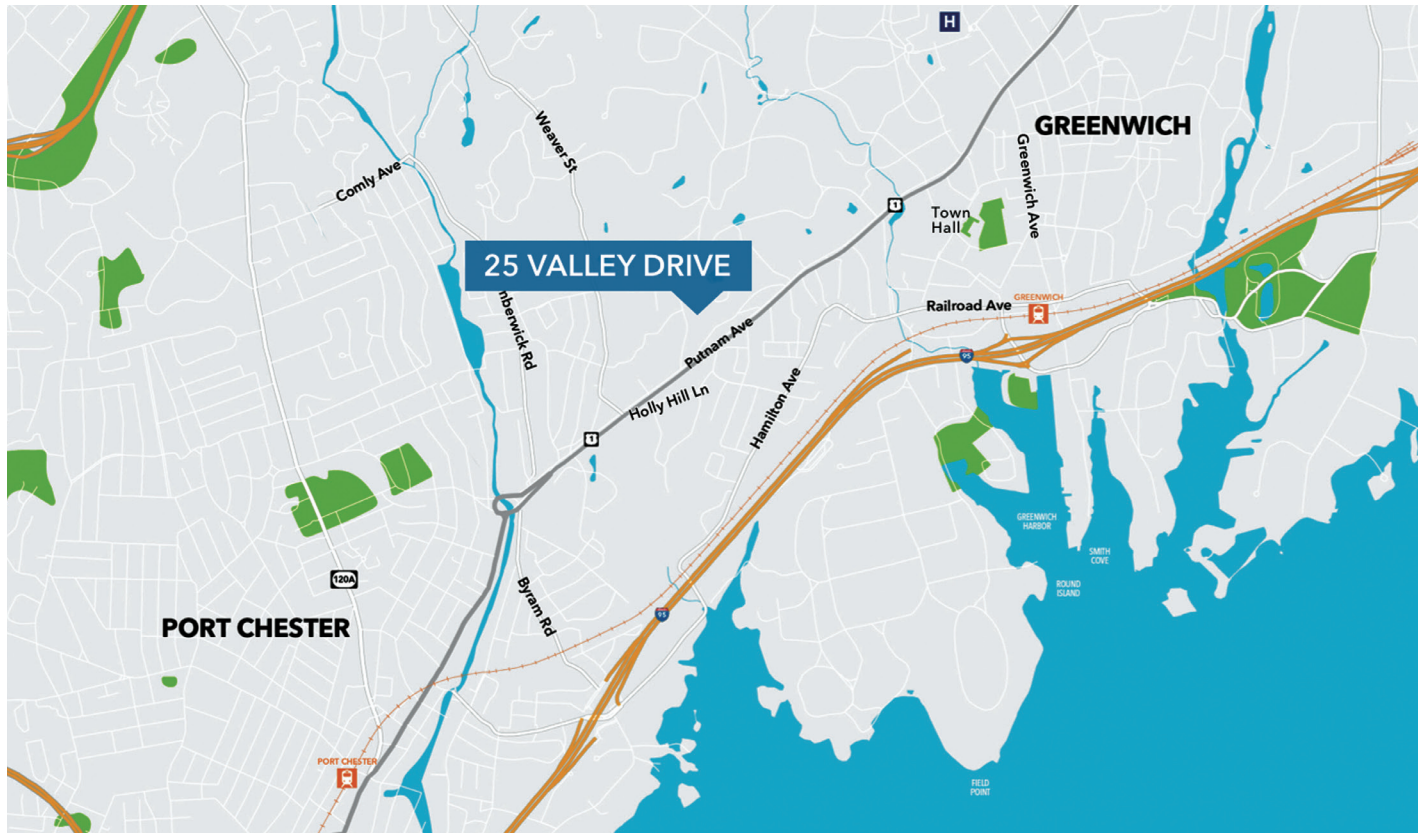 H
GREENWICH
Weaver St
Greenwich Ave
Comly Ave
1
Town
Hall
25 VALLEY DRIVE
mberwick Rd
GREENWICH
Railroad Ave
Putnam Ave
95
Holly Hill Ln
Hamilton Ave
1
GREENWICH
HARBOR
SMITH
COVE
120A
ROUND
ISLAND
Byram Rd
95
PORT CHESTER
PORT CHESTER
FIELD
POINT